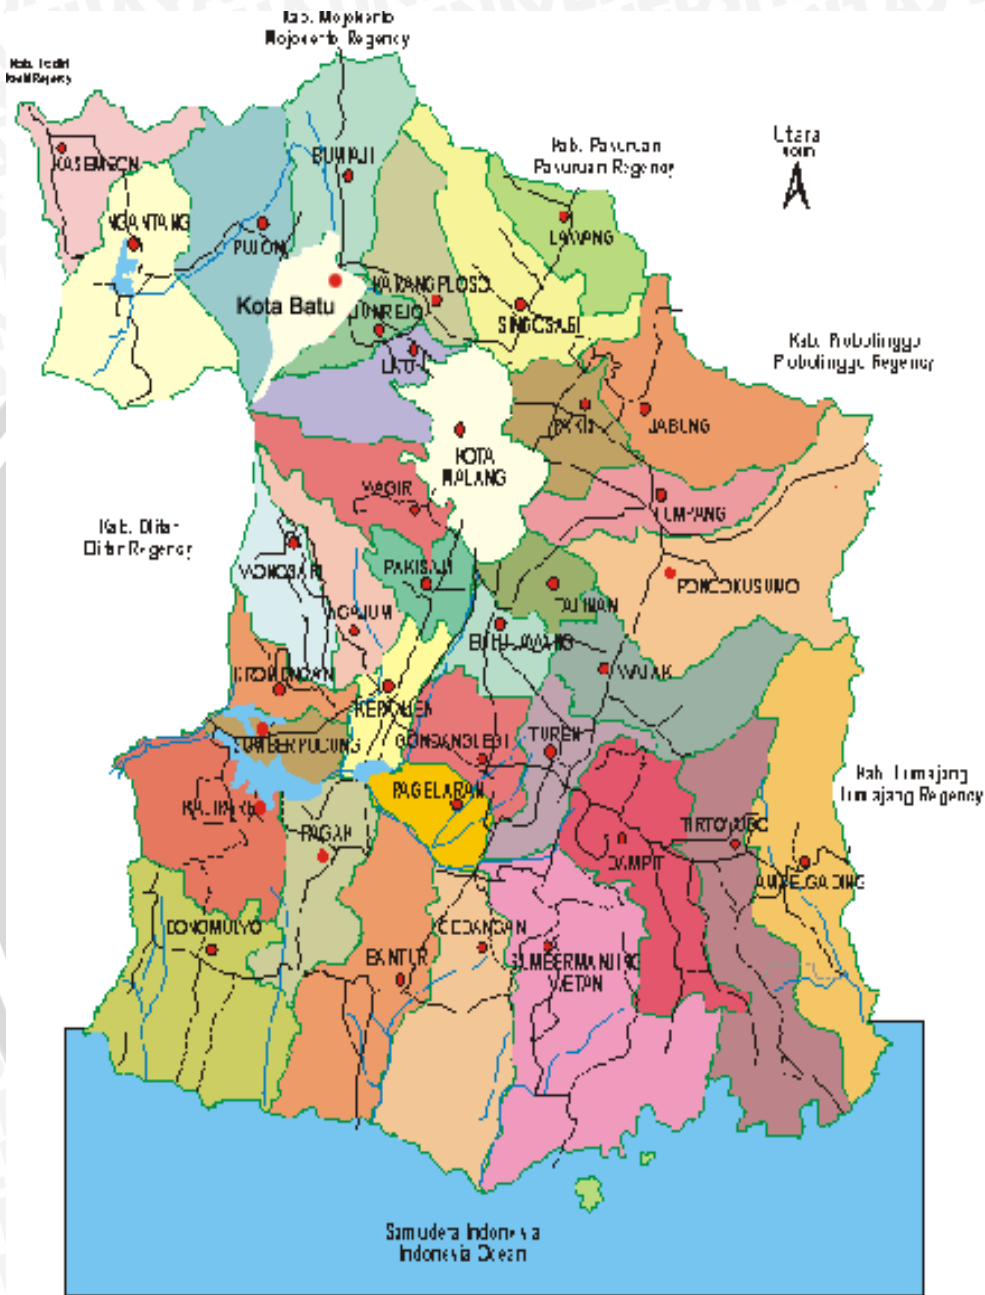 Kab. Mojokerto
Mojokerto Regency
Kab. Pasuruan
Pasuruan Regency
Utara
North
KASEMBON
BUMIAJI
NGANTANG
PUJON
LAWANG
KARANGPLOSO
Kota Batu
JUNREJO
SINGOSARI
Kab. Probolinggo
Probolinggo Regency
DAU
PAKIS
JABUNG
KOTA
MALANG
WAGIR
TUMPANG
Kab. Blitar
Blitar Regency
WONOSARI
PAKISAJI
PONCOKUSUMO
TAJINAN
NGAJUM
BULULAWANG
WAJAK
KROMENGAN
KEPANJEN
SUMBERPUCUNG
GONDANGLEGI
TUREN
Kab. Lumajang
Lumajang Regency
PAGELARAN
KALIPARE
PAGAK
TIRTOYUDO
DAMPIT
AMPELGADING
DONOMULYO
GEDANGAN
BANTUR
SUMBERMANJING
WETAN
Samudera Indonesia
Indonesia Ocean